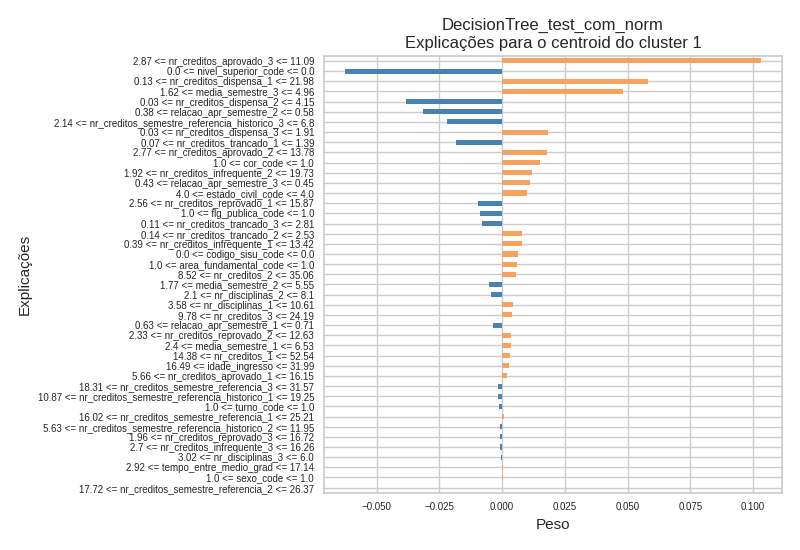 DecisionTree_test_com_norm
Explicações para o centroid do cluster 1
2.87 <= nr_creditos_aprovado_3 <= 11.09
0.0 <= nivel_superior_code <= 0.0
0.13 <= nr_creditos_dispensa_1 <= 21.98
1.62 <= media_semestre_3 <= 4.96
0.03 <= nr_creditos_dispensa_2 <= 4.15
0.38 <= relacao_apr_semestre_2 <= 0.58
2.14 <= nr_creditos_semestre_referencia_historico_3 <= 6.8
0.03 <= nr_creditos_dispensa_3 <= 1.91
0.07 <= nr_creditos_trancado_1 <= 1.39
2.77 <= nr_creditos_aprovado_2 <= 13.78
1.0 <= cor_code <= 1.0
1.92 <= nr_creditos_infrequente_2 <= 19.73
0.43 <= relacao_apr_semestre_3 <= 0.45
4.0 <= estado_civil_code <= 4.0
2.56 <= nr_creditos_reprovado_1 <= 15.87
1.0 <= flg_publica_code <= 1.0
0.11 <= nr_creditos_trancado_3 <= 2.81
0.14 <= nr_creditos_trancado_2 <= 2.53
0.39 <= nr_creditos_infrequente_1 <= 13.42
0.0 <= codigo_sisu_code <= 0.0
1.0 <= area_fundamental_code <= 1.0
8.52 <= nr_creditos_2 <= 35.06
1.77 <= media_semestre_2 <= 5.55
2.1 <= nr_disciplinas_2 <= 8.1
3.58 <= nr_disciplinas_1 <= 10.61
9.78 <= nr_creditos_3 <= 24.19
0.63 <= relacao_apr_semestre_1 <= 0.71
2.33 <= nr_creditos_reprovado_2 <= 12.63
2.4 <= media_semestre_1 <= 6.53
14.38 <= nr_creditos_1 <= 52.54
16.49 <= idade_ingresso <= 31.99
5.66 <= nr_creditos_aprovado_1 <= 16.15
18.31 <= nr_creditos_semestre_referencia_3 <= 31.57
10.87 <= nr_creditos_semestre_referencia_historico_1 <= 19.25
1.0 <= turno_code <= 1.0
16.02 <= nr_creditos_semestre_referencia_1 <= 25.21
5.63 <= nr_creditos_semestre_referencia_historico_2 <= 11.95
1.96 <= nr_creditos_reprovado_3 <= 16.72
2.7 <= nr_creditos_infrequente_3 <= 16.26
3.02 <= nr_disciplinas_3 <= 6.0
2.92 <= tempo_entre_medio_grad <= 17.14
1.0 <= sexo_code <= 1.0
17.72 <= nr_creditos_semestre_referencia_2 <= 26.37
Explicações
−0.050 −0.025 0.000 0.025 0.050 0.075 0.100
Peso